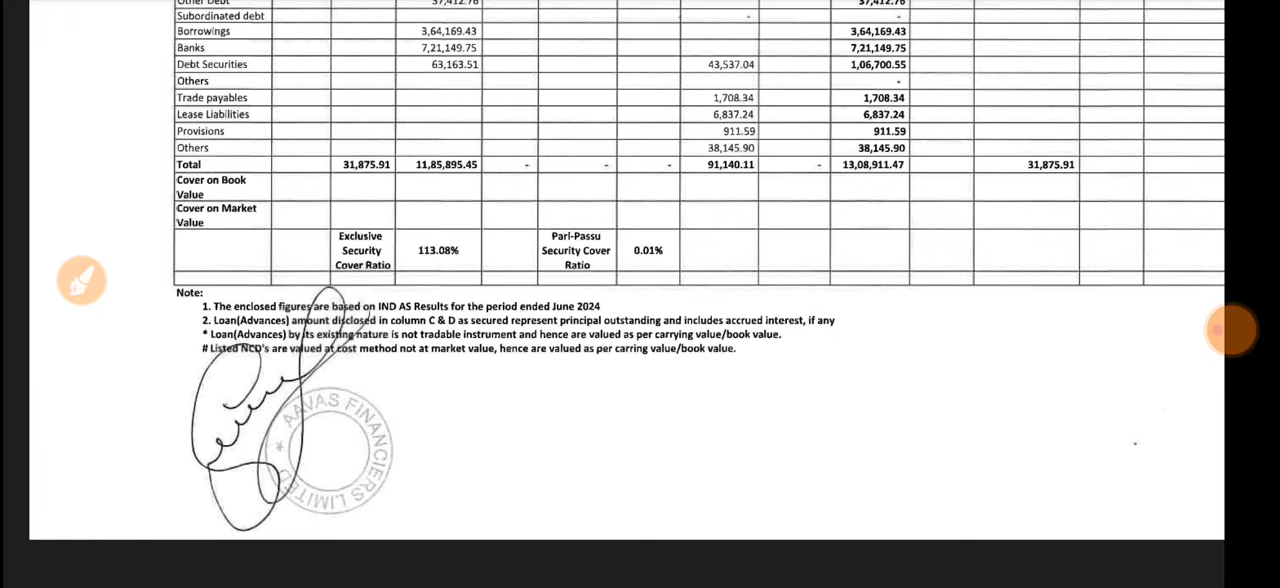 Other Debt 37,412.76 37,412.76
Subordinated debt - -
Borrowings 3,64,169.43 3,64,169.43
Banks 7,21,149.75 7,21,149.75
Debt Securities 63,163.51 43,537.04 1,06,700.55
Others -
Trade payables 1,708.34 1,708.34
Lease Liabilities 6,837.24 6,837.24
Provisions 911.59 911.59
Others 38,145.90 38,145.90
Total 31,875.91 11,85,895.45 - - - 91,140.11 - 13,08,911.47 31,875.91
Cover on Book
Value
Cover on Market
Value
Exclusive Pari-Passu
Security 113.08% Security Cover 0.01%
Cover Ratio Ratio
Note:
1. The enclosed figures are based on IND AS Results for the period ended June 2024
2. Loan(Advances) amount disclosed in column C & D as secured represent principal outstanding and includes accrued interest, if any
* Loan(Advances) by its existing nature is not tradable instrument and hence are valued as per carrying value/book value.
# Listed NCD's are valued at cost method not at market value, hence are valued as per carring value/book value.
AAVAS FINANCIERS LIMITED